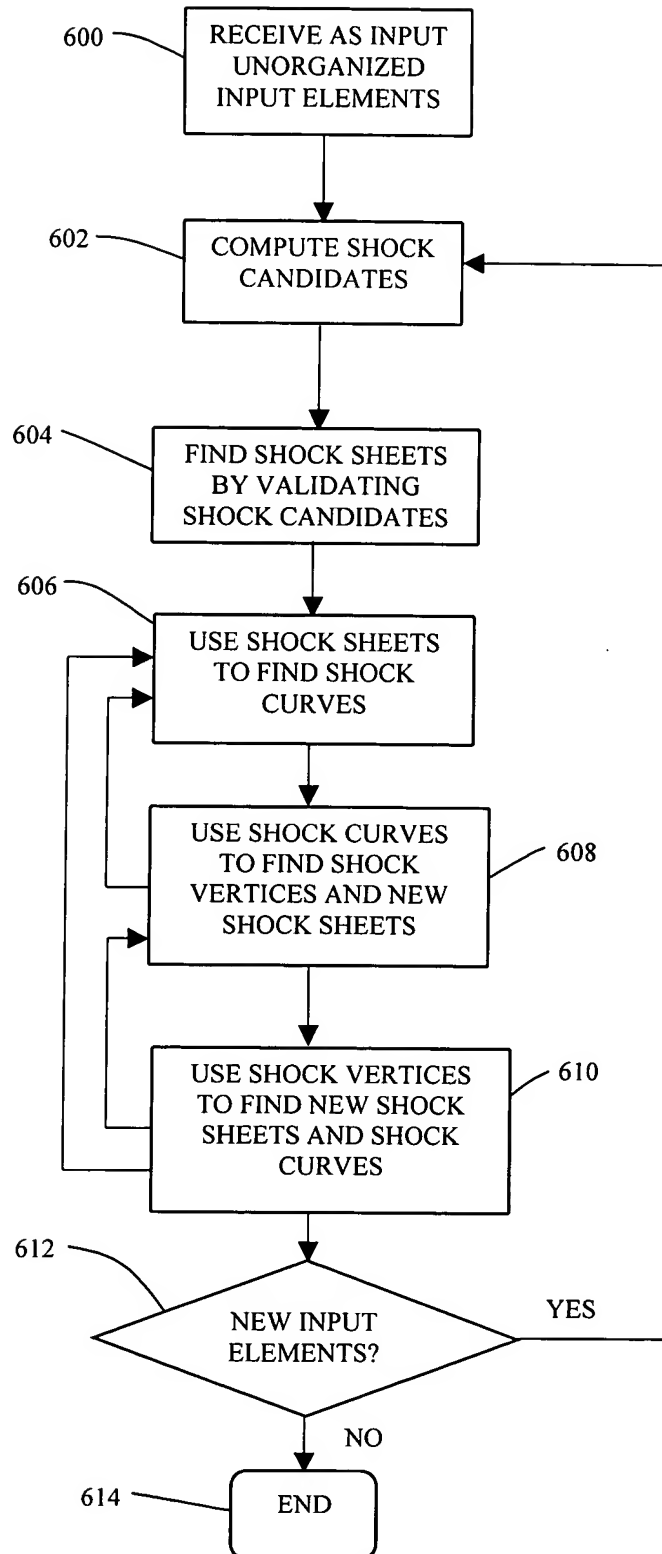 600
RECEIVE AS INPUT
UNORGANIZED
INPUT ELEMENTS
602
COMPUTE SHOCK
CANDIDATES
604
FIND SHOCK SHEETS
BY VALIDATING
SHOCK CANDIDATES
606
USE SHOCK SHEETS
TO FIND SHOCK
CURVES
USE SHOCK CURVES
TO FIND SHOCK
VERTICES AND NEW
SHOCK SHEETS
608
USE SHOCK VERTICES
TO FIND NEW SHOCK
SHEETS AND SHOCK
CURVES
610
612
NEW INPUT
ELEMENTS?
YES
NO
END
614